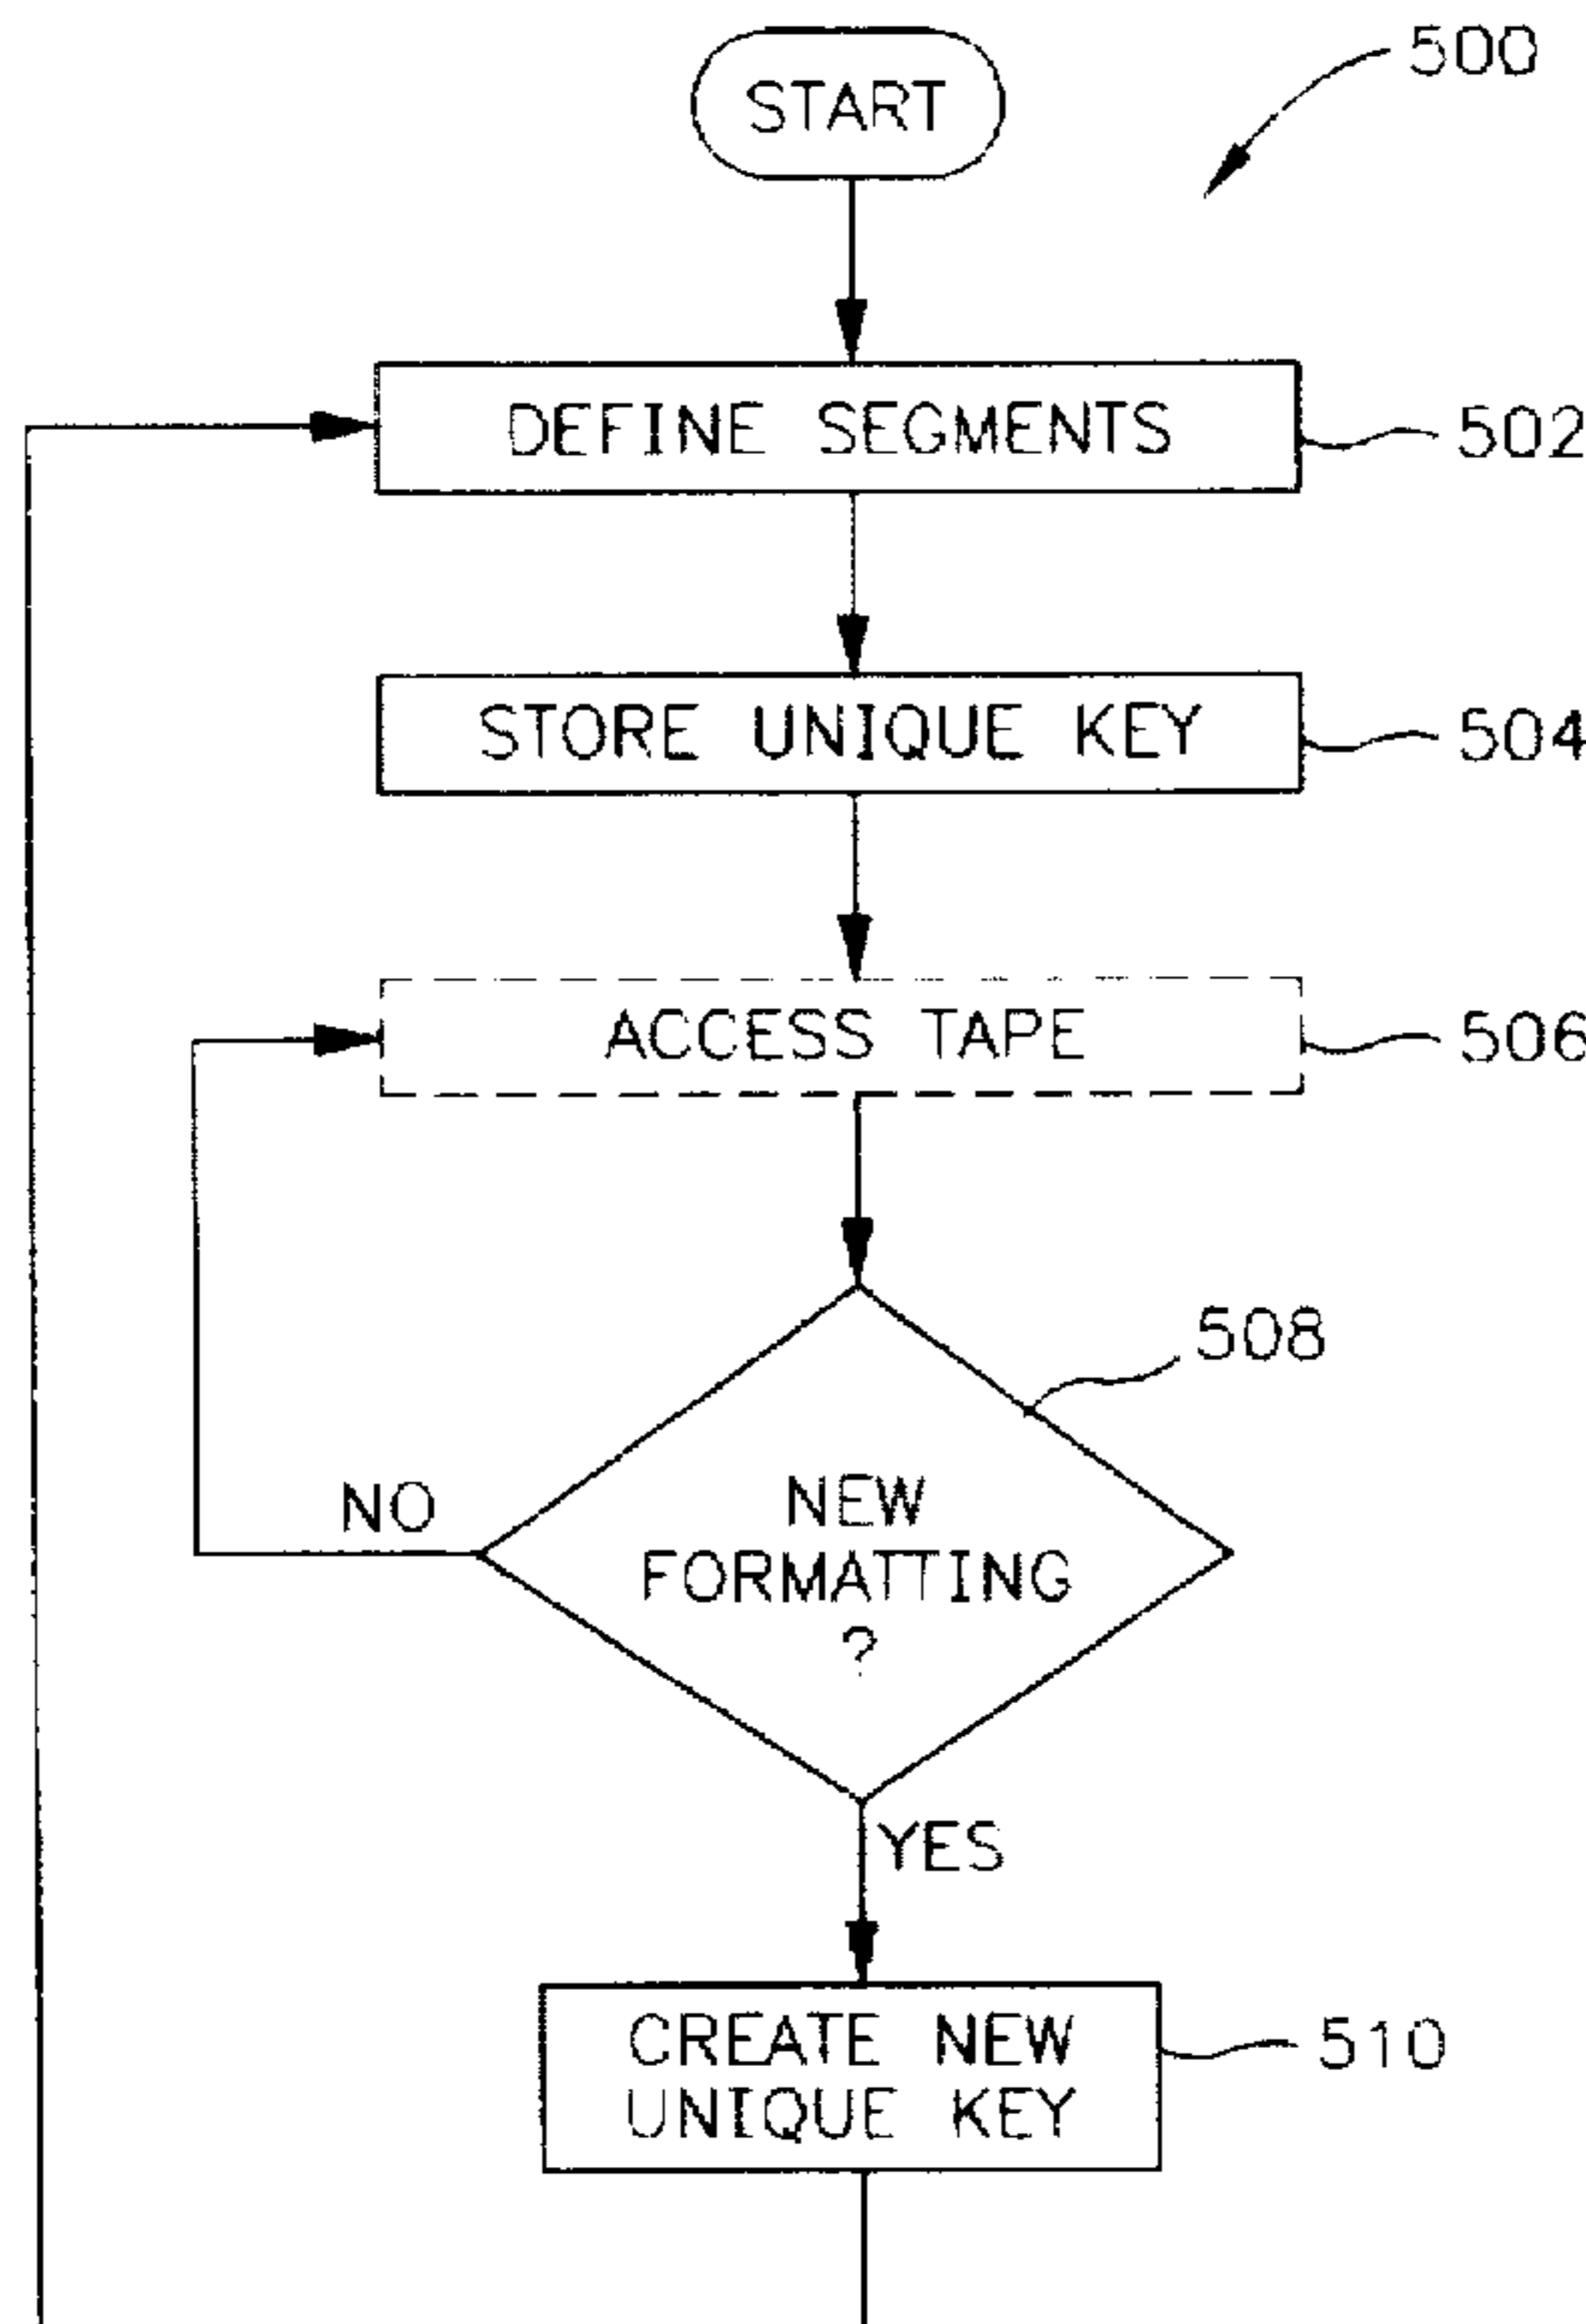 START
500
DEFINE SEGMENTS
502
STORE UNIQUE KEY
504
ACCESS TAPE
506
508
NEW
FORMATTING
?
NO
YES
CREATE NEW
UNIQUE KEY
510